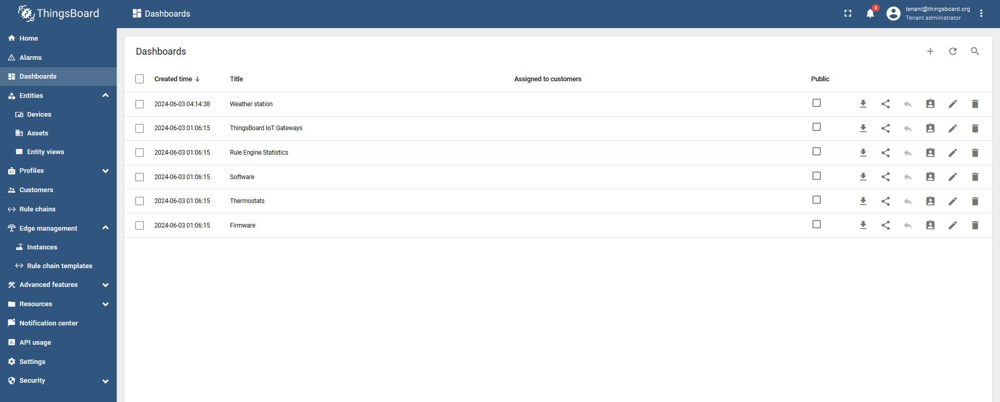 ThingsBoard
Dashboards
3
tenant@thingsboard.org
Tenant administrator
Home
Alarms
Dashboards
Entities
Devices
Assets
Entity views
Profiles
Customers
Rule chains
Edge management
Instances
Rule chain templates
Advanced features
Resources
Notification center
API usage
Settings
Security
Dashboards
Created time Title Assigned to customers Public
2024-06-03 04:14:38 Weather station
2024-06-03 01:06:15 ThingsBoard IoT Gateways
2024-06-03 01:06:15 Rule Engine Statistics
2024-06-03 01:06:15 Software
2024-06-03 01:06:15 Thermostats
2024-06-03 01:06:15 Firmware